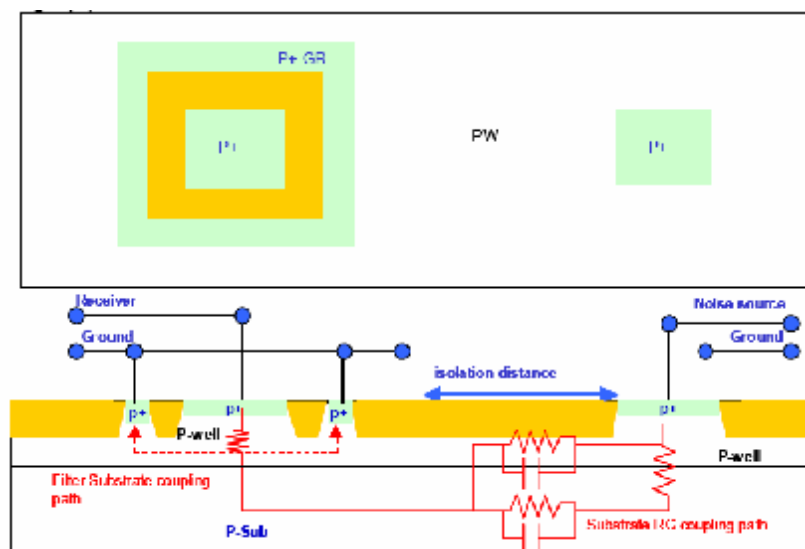 P+ GR
P+
PW
P+
Receiver
Noise source
Ground
Ground
isolation distance
p+
p+
p+
p+
P-well
P-well
Filter Substrate coupling
path
Substrate RC coupling path
P-Sub